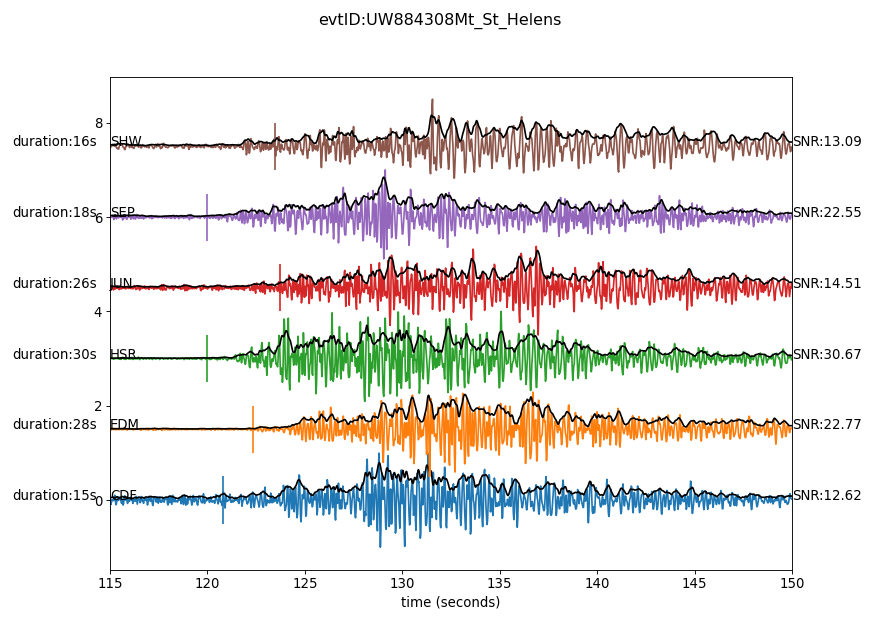 evtID:UW884308Mt_St_Helens
8
duration:16s SHW SNR:13.09
duration:18s SEP SNR:22.55
6
duration:26s JUN SNR:14.51
4
duration:30s HSR SNR:30.67
2
duration:28s EDM SNR:22.77
duration:15s CDF SNR:12.62
0
115 120 125 130 135 140 145 150
time (seconds)